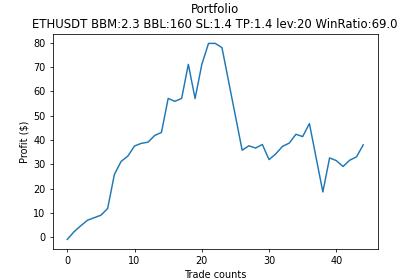 Portfolio
ETHUSDT BBM:2.3 BBL:160 SL:1.4 TP:1.4 lev:20 WinRatio:69.0
80
70
60
50
40
30
20
10
0
Profit ($)
0 10 20 30 40
Trade counts